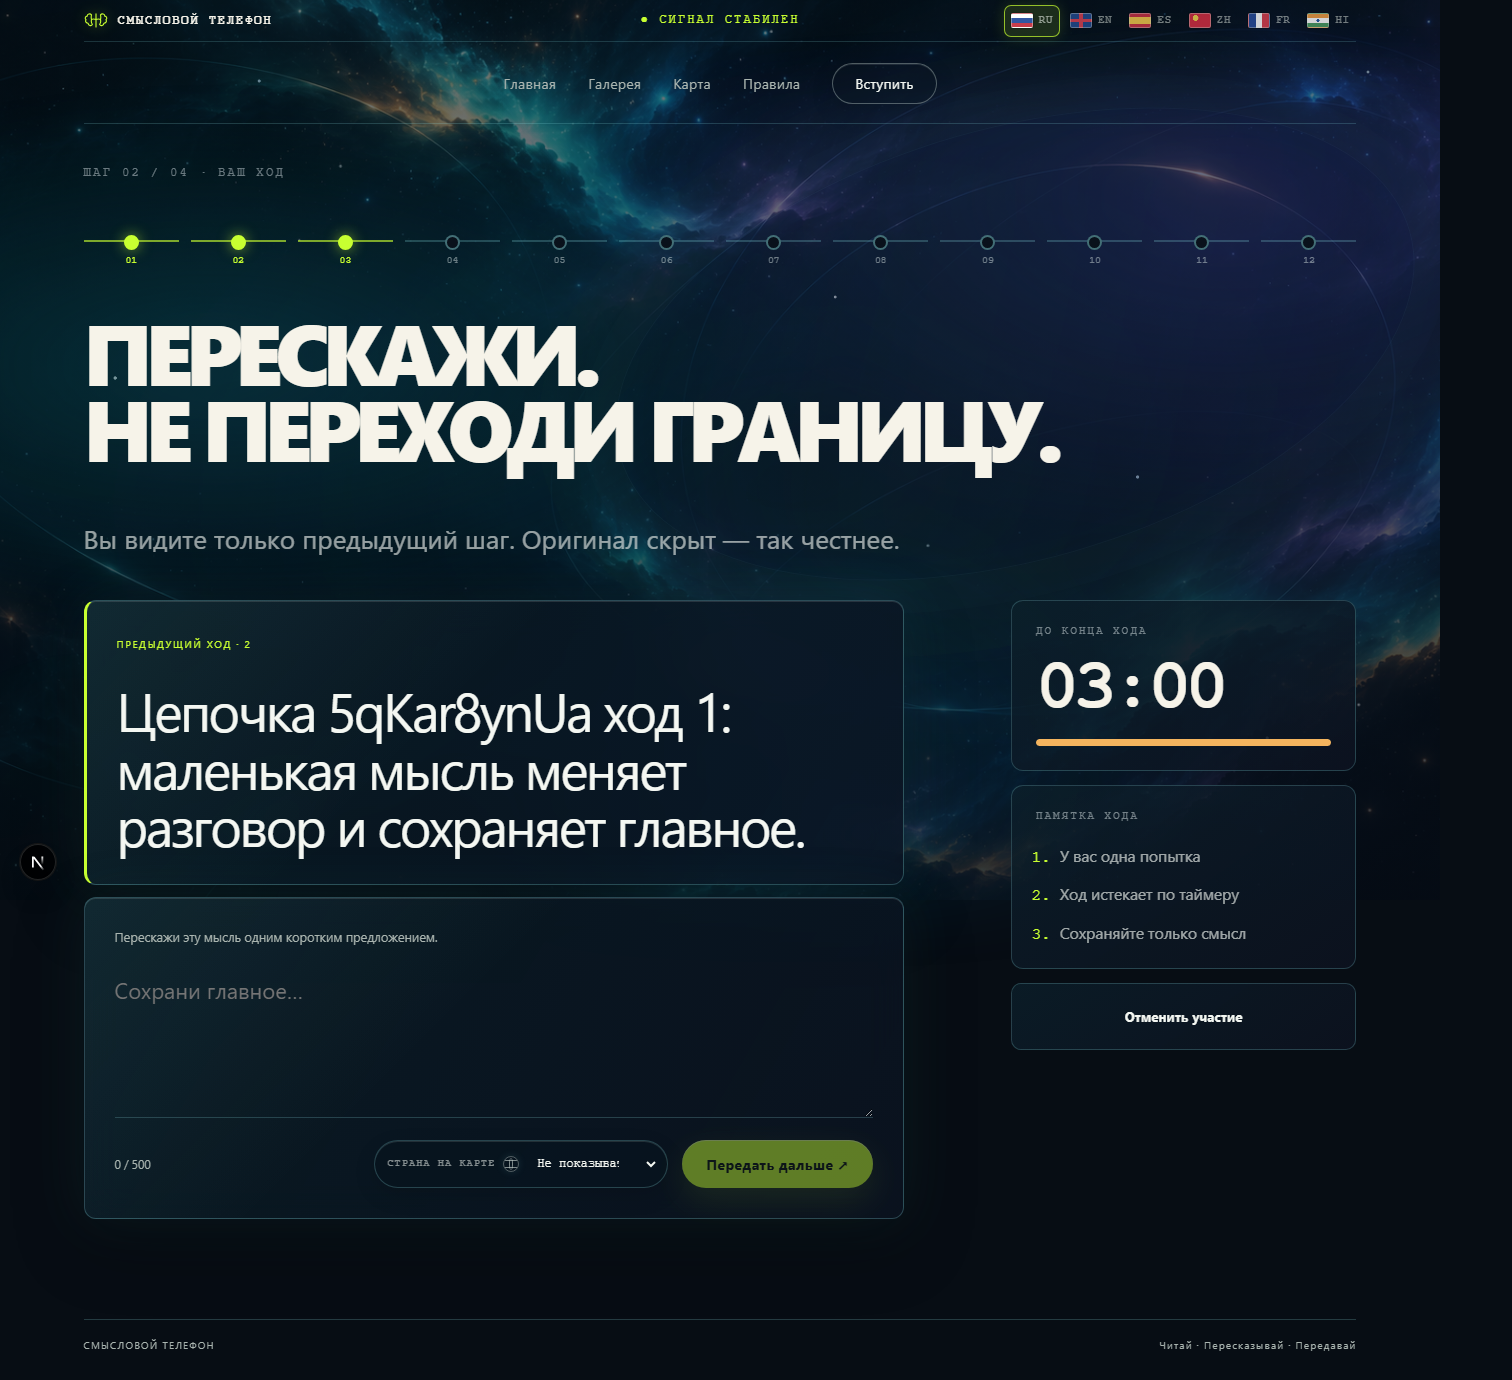 СМЫСЛОВОЙ ТЕЛЕФОН
СИГНАЛ СТАБИЛЕН
RU EN ES ZH FR HI
Главная Галерея Карта Правила Вступить
ШАГ 02 / 04 · ВАШ ХОД
01 02 03 04 05 06 07 08 09 10 11 12
ПЕРЕСКАЖИ.
НЕ ПЕРЕХОДИ ГРАНИЦУ.
Вы видите только предыдущий шаг. Оригинал скрыт — так честнее.
ПРЕДЫДУЩИЙ ХОД · 2
Цепочка 5qKar8ynUa ход 1:
маленькая мысль меняет
разговор и сохраняет главное.
Перескажи эту мысль одним коротким предложением.
Сохрани главное...
0 / 500
СТРАНА НА КАРТЕ
Не показыва
Передать дальше ↗
ДО КОНЦА ХОДА
03:00
ПАМЯТКА ХОДА
1. У вас одна попытка
2. Ход истекает по таймеру
3. Сохраняйте только смысл
Отменить участие
N
СМЫСЛОВОЙ ТЕЛЕФОН
Читай · Пересказывай · Передавай